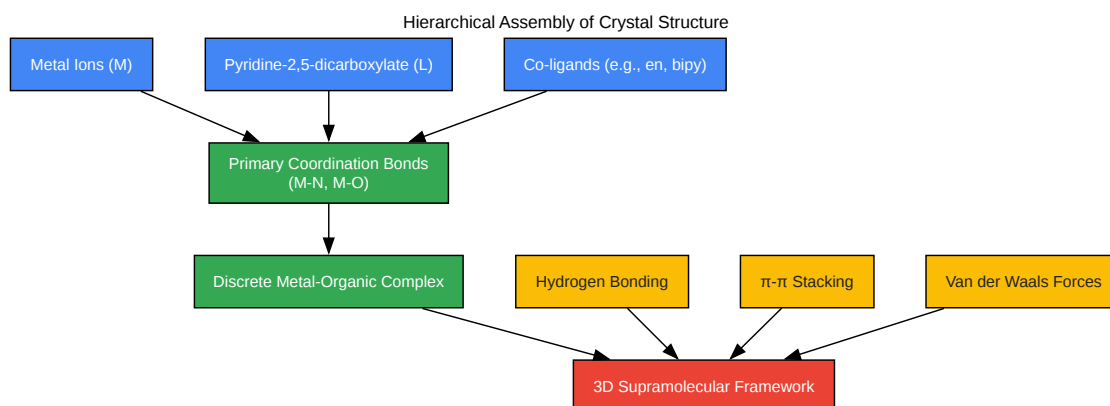 Hierarchical Assembly of Crystal Structure
Metal Ions (M)
Pyridine-2,5-dicarboxylate (L)
Co-ligands (e.g., en, bipy)
Primary Coordination Bonds
(M-N, M-O)
Discrete Metal-Organic Complex
Hydrogen Bonding
π-π Stacking
Van der Waals Forces
3D Supramolecular Framework